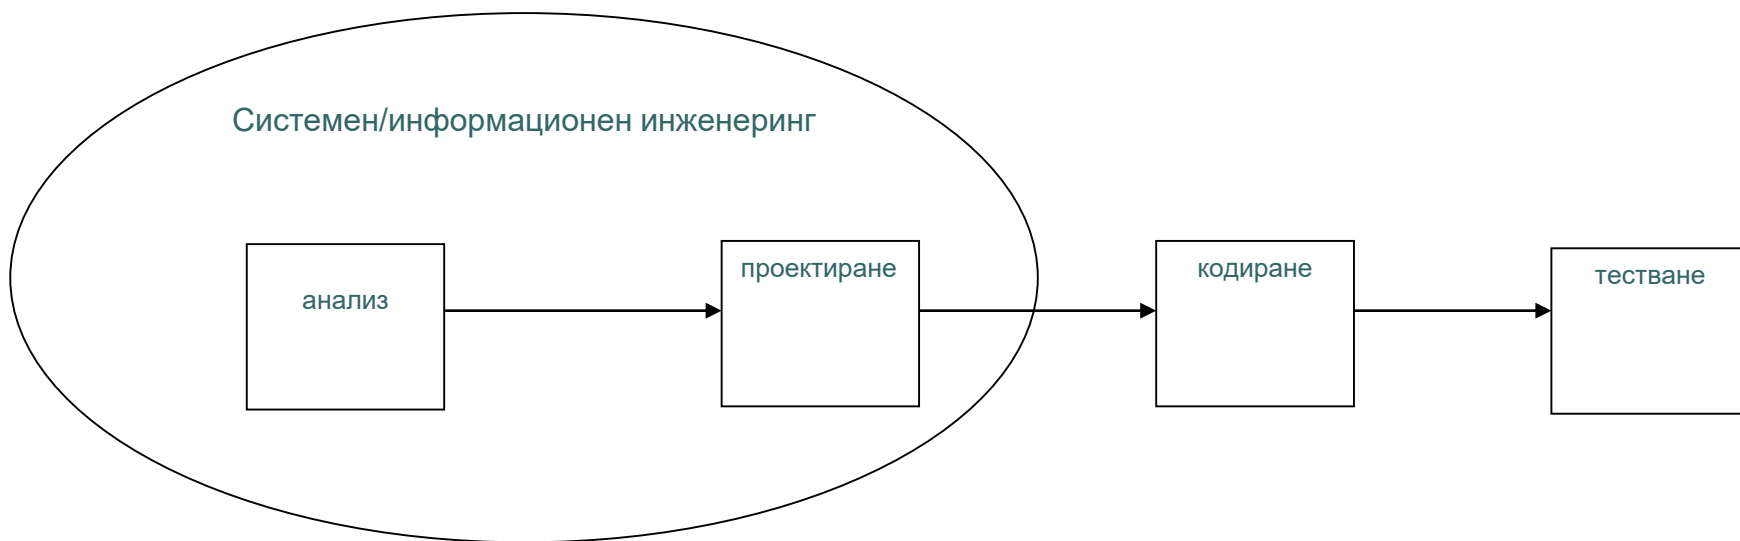 Системен/информационен инженеринг
анализ
проектиране
кодиране
тестване